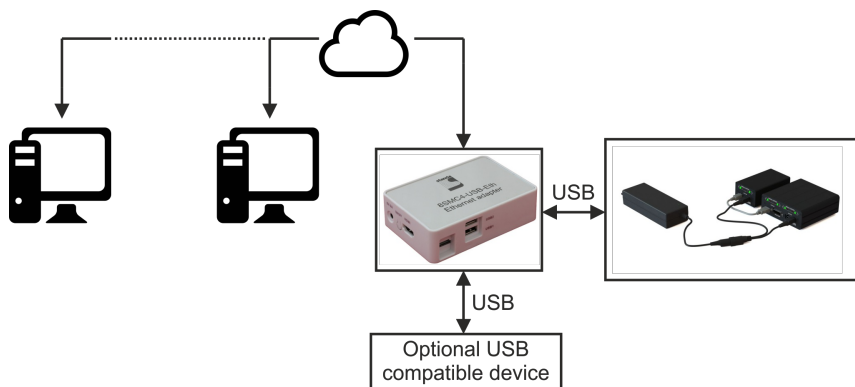 8SMC4-USB-Eth
Ethernet adapter
USB
USB
Optional USB
compatible device